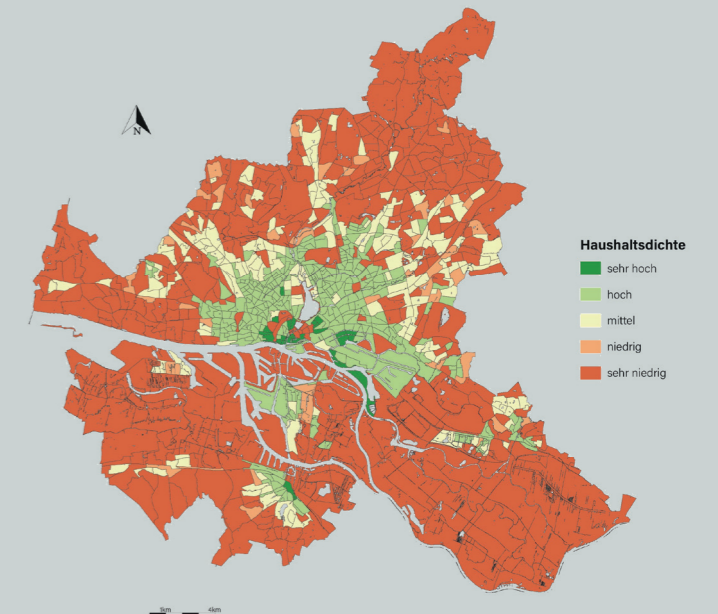 N
Haushaltsdichte
sehr hoch
hoch
mittel
niedrig
sehr niedrig
4km